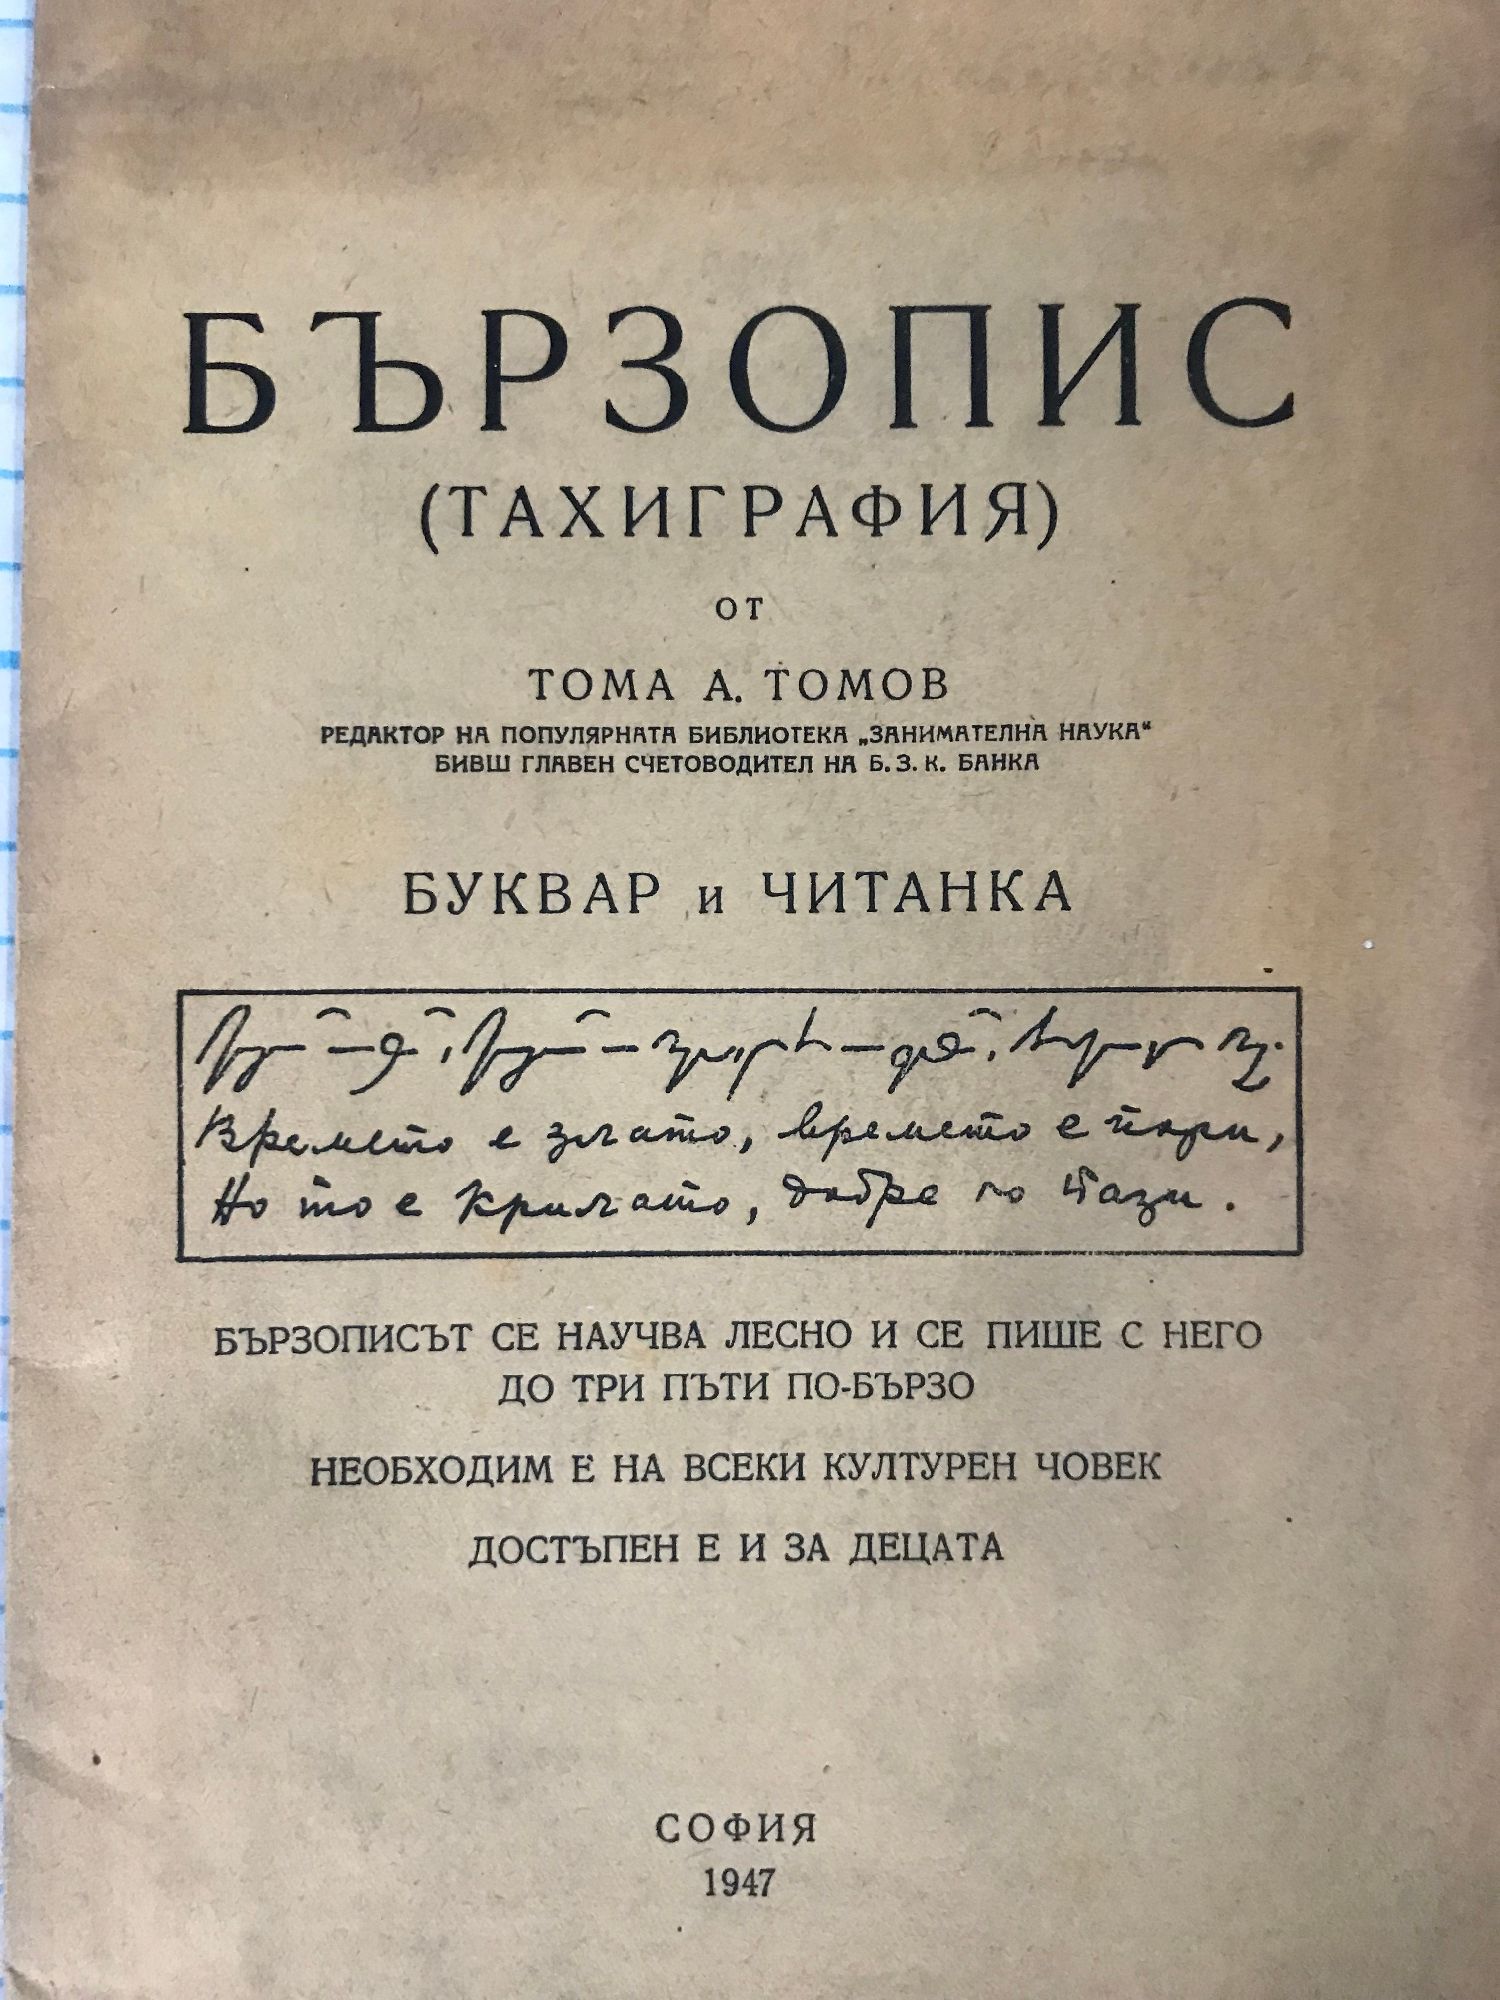 БЪРЗОПИС
(ТАХИГРАФИЯ)
от
ТОМА А. ТОМОВ
РЕДАКТОР НА ПОПУЛЯРНАТА БИБЛИОТЕКА „ЗАНИМАТЕЛНА НАУКА“
БИВШ ГЛАВЕН СЧЕТОВОДИТЕЛ НА Б. З. К. БАНКА
БУКВАР и ЧИТАНКА
Времето е злато, времето е пари,
Но то е крилато, добре го пази.
БЪРЗОПИСЪТ СЕ НАУЧВА ЛЕСНО И СЕ ПИШЕ С НЕГО
ДО ТРИ ПЪТИ ПО-БЪРЗО
НЕОБХОДИМ Е НА ВСЕКИ КУЛТУРЕН ЧОВЕК
ДОСТЪПЕН Е И ЗА ДЕЦАТА
СОФИЯ
1947